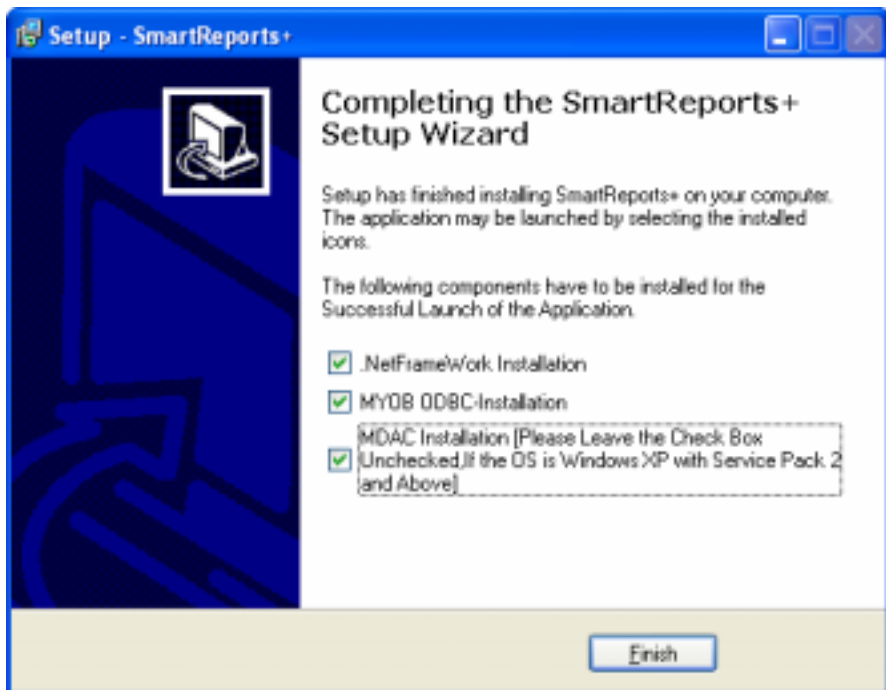 Setup - SmartReports+
Completing the SmartReports+
Setup Wizard
Setup has finished installing SmartReports+ on your computer.
The application may be launched by selecting the installed
icons.
The following components have to be installed for the
Successful Launch of the Application.
.NetFrameWork Installation
MYOB ODBC-Installation
MDAC Installation [Please Leave the Check Box
Unchecked,If the OS is Windows XP with Service Pack 2
and Above]
Finish